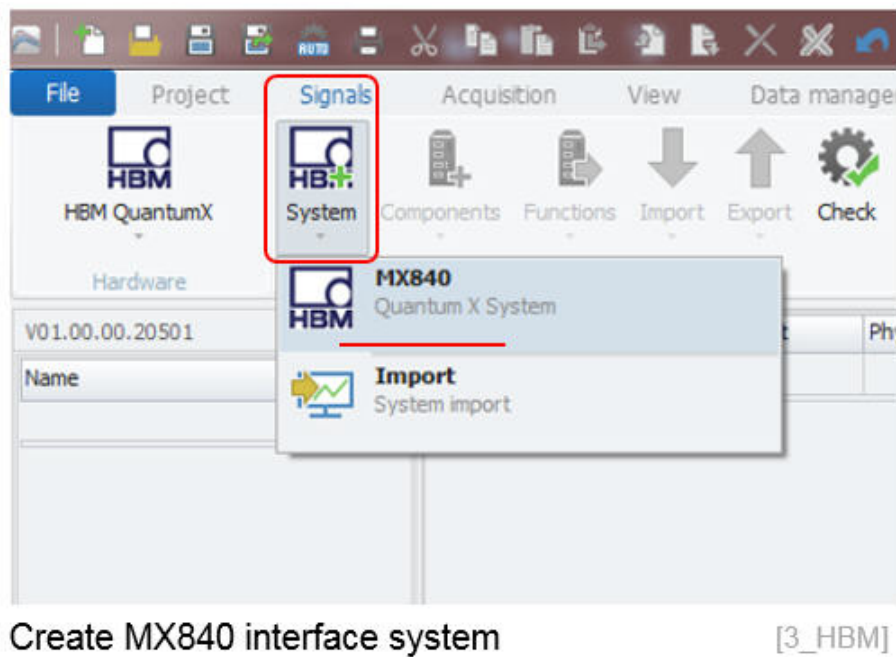 AUTO
File Project Signals Acquisition View Data manage
HBM HB
HBM QuantumX System Components Functions Import Export Check
Hardware
MX840
Quantum X System
HBM
V01.00.00.20501
Name
Import
System import
Create MX840 interface system [3_HBM]